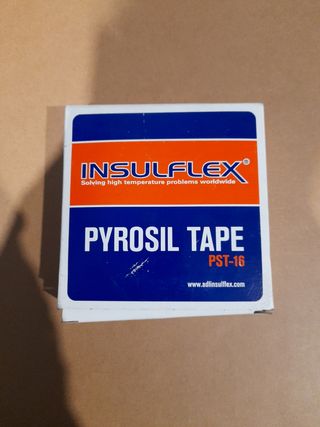 INSULFLEX®
Solving high temperature problems worldwide
PYROSIL TAPE
PST-16
www.adlinsulflex.com